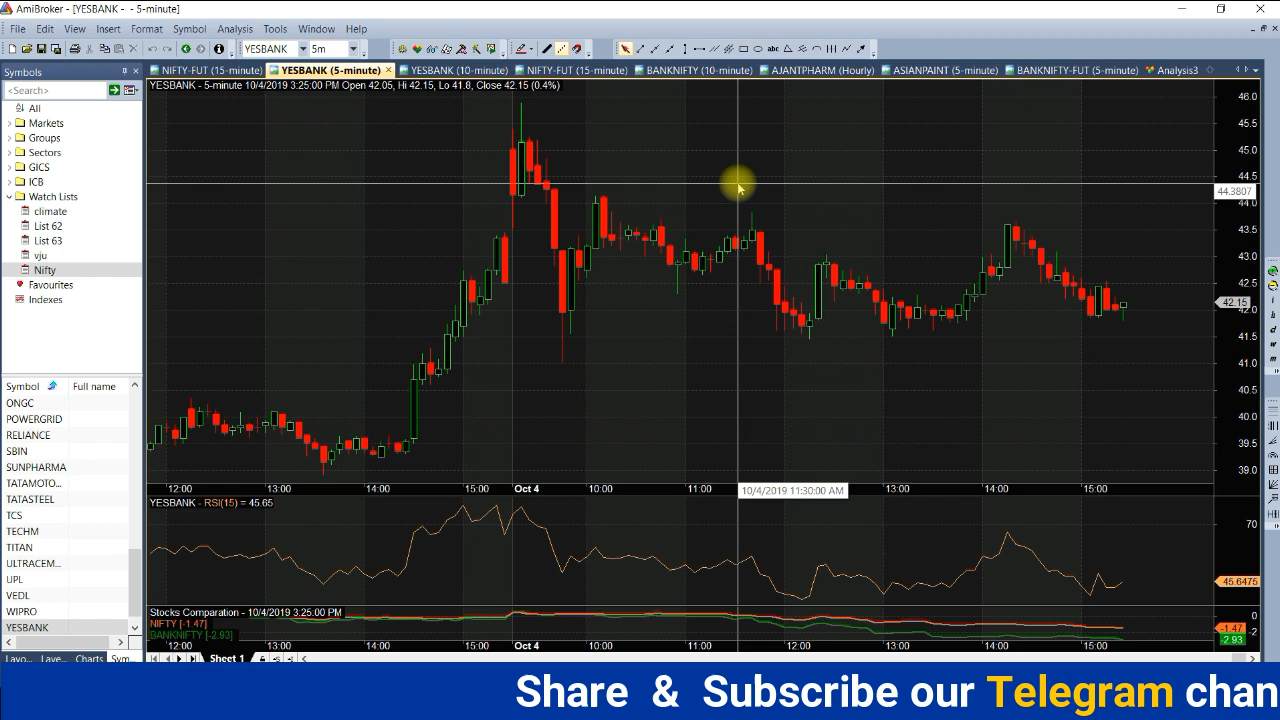 AmiBroker - [YESBANK - 5-minute]
File Edit View Insert Format Symbol Analysis Tools Window Help
YESBANK 5m
Symbols
NIFTY-FUT (15-minute) YESBANK (5-minute) YESBANK (10-minute) NIFTY-FUT (15-minute) BANKNIFTY (10-minute) AJANTPHARM (Hourly) ASIANPAINT (5-minute) BANKNIFTY-FUT (5-minute) Analysis3
<Search>
All
Markets
Groups
Sectors
GICS
ICB
Watch Lists
climate
List 62
List 63
vju
Nifty
Favourites
Indexes
Symbol Full name
ONGC
POWERGRID
RELIANCE
SBIN
SUNPHARMA
TATAMOTO...
TATASTEEL
TCS
TECHM
TITAN
ULTRACEM...
UPL
VEDL
WIPRO
YESBANK
Layo... Laye... Charts Sym...
YESBANK - 5-minute 10/4/2019 3:25:00 PM Open 42.05, Hi 42.15, Lo 41.8, Close 42.15 (0.4%)
46.0
45.5
45.0
44.5
44.3807
44.0
43.5
43.0
42.5
42.15
42.0
41.5
41.0
40.5
40.0
39.5
39.0
12:00 13:00 14:00 15:00 Oct 4 10:00 11:00 10/4/2019 11:30:00 AM 13:00 14:00 15:00
YESBANK - RSI(15) = 45.65
70
45.6475
Stocks Comparation - 10/4/2019 3:25:00 PM
NIFTY [-1.47]
BANKNIFTY [-2.93]
0
-1.47
-2
-2.93
12:00 13:00 14:00 15:00 Oct 4 10:00 11:00 12:00 13:00 14:00 15:00
Sheet 1
Share & Subscribe our Telegram chan